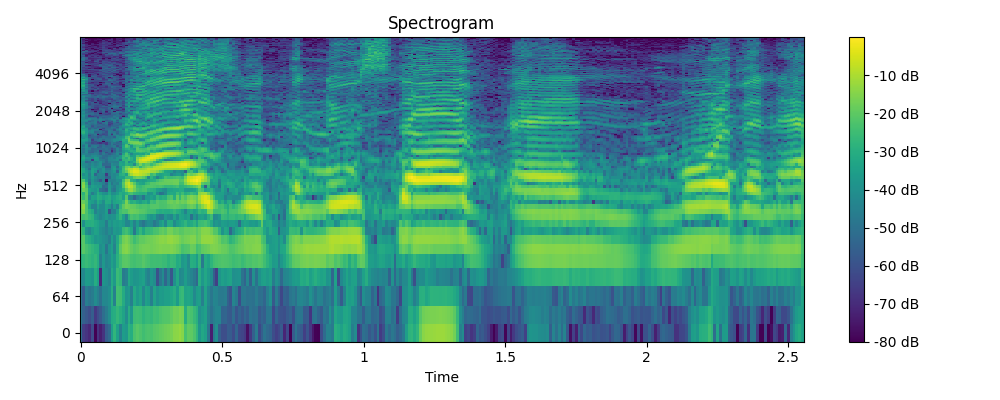 Spectrogram
4096
2048
1024
512
256
128
64
0
Hz
0
0.5
1
1.5
2
2.5
Time
-10 dB
-20 dB
-30 dB
-40 dB
-50 dB
-60 dB
-70 dB
-80 dB